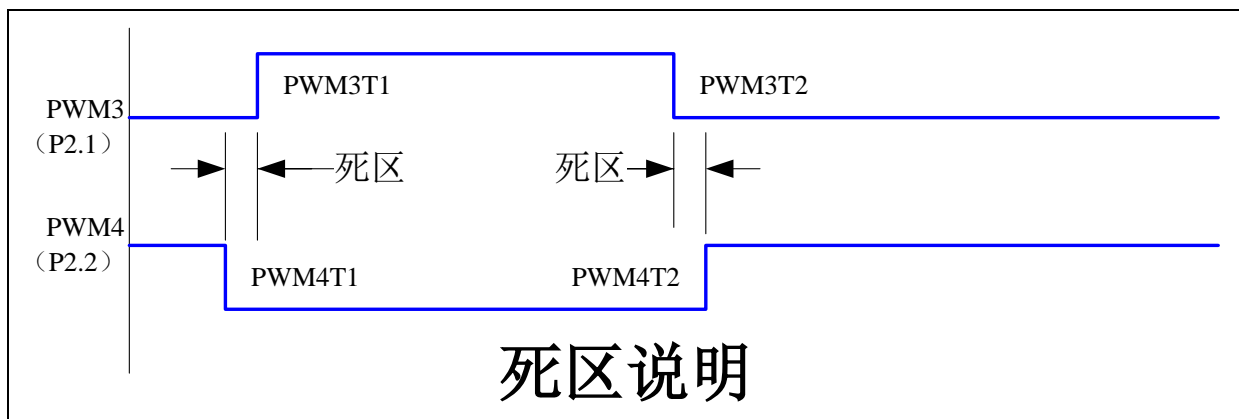 PWM3T1
PWM3T2
PWM3
（P2.1）
死区
死区
PWM4
（P2.2）
PWM4T1
PWM4T2
死区说明